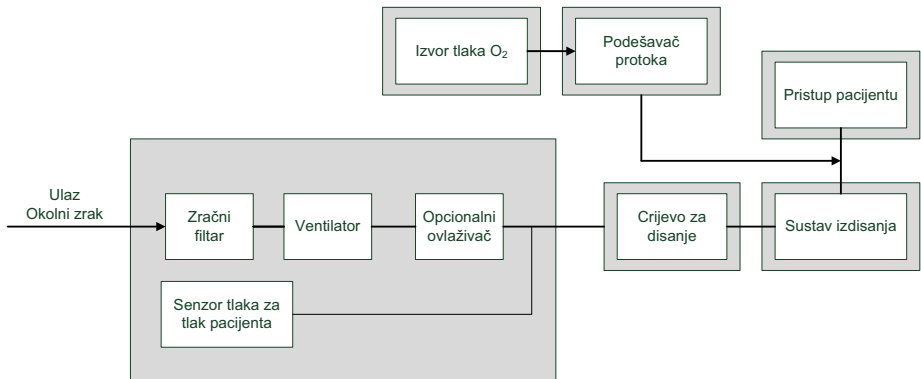 Izvor tlaka O₂
Podešavač
protoka
Pristup pacijentu
Ulaz
Okolni zrak
Zračni
filtar
Ventilator
Opcionalni
ovlaživač
Crijevo za
disanje
Sustav izdisanja
Senzor tlaka za
tlak pacijenta